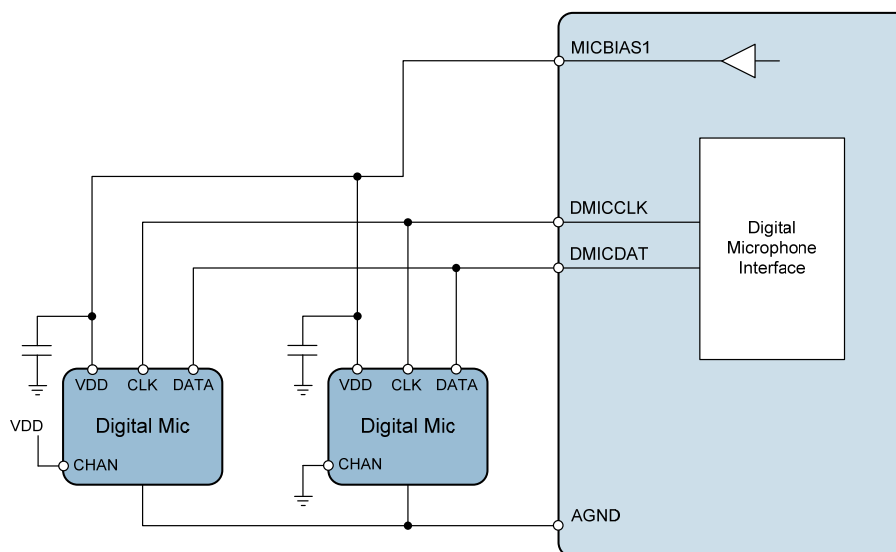 MICBIAS1
DMICCLK
DMICDAT
Digital
Microphone
Interface
VDD CLK DATA
Digital Mic
VDD
CHAN
VDD CLK DATA
Digital Mic
CHAN
AGND